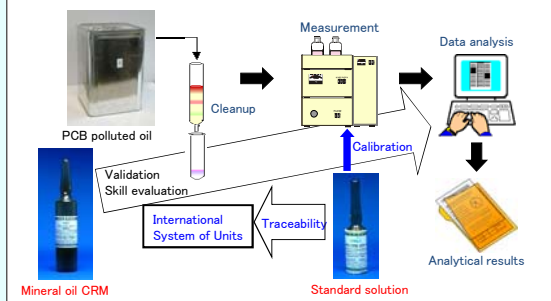 Measurement
Data analysis
Cleanup
PCB polluted oil
Calibration
Validation
Skill evaluation
International
System of Units
Traceability
Analytical results
Mineral oil CRM
Standard solution